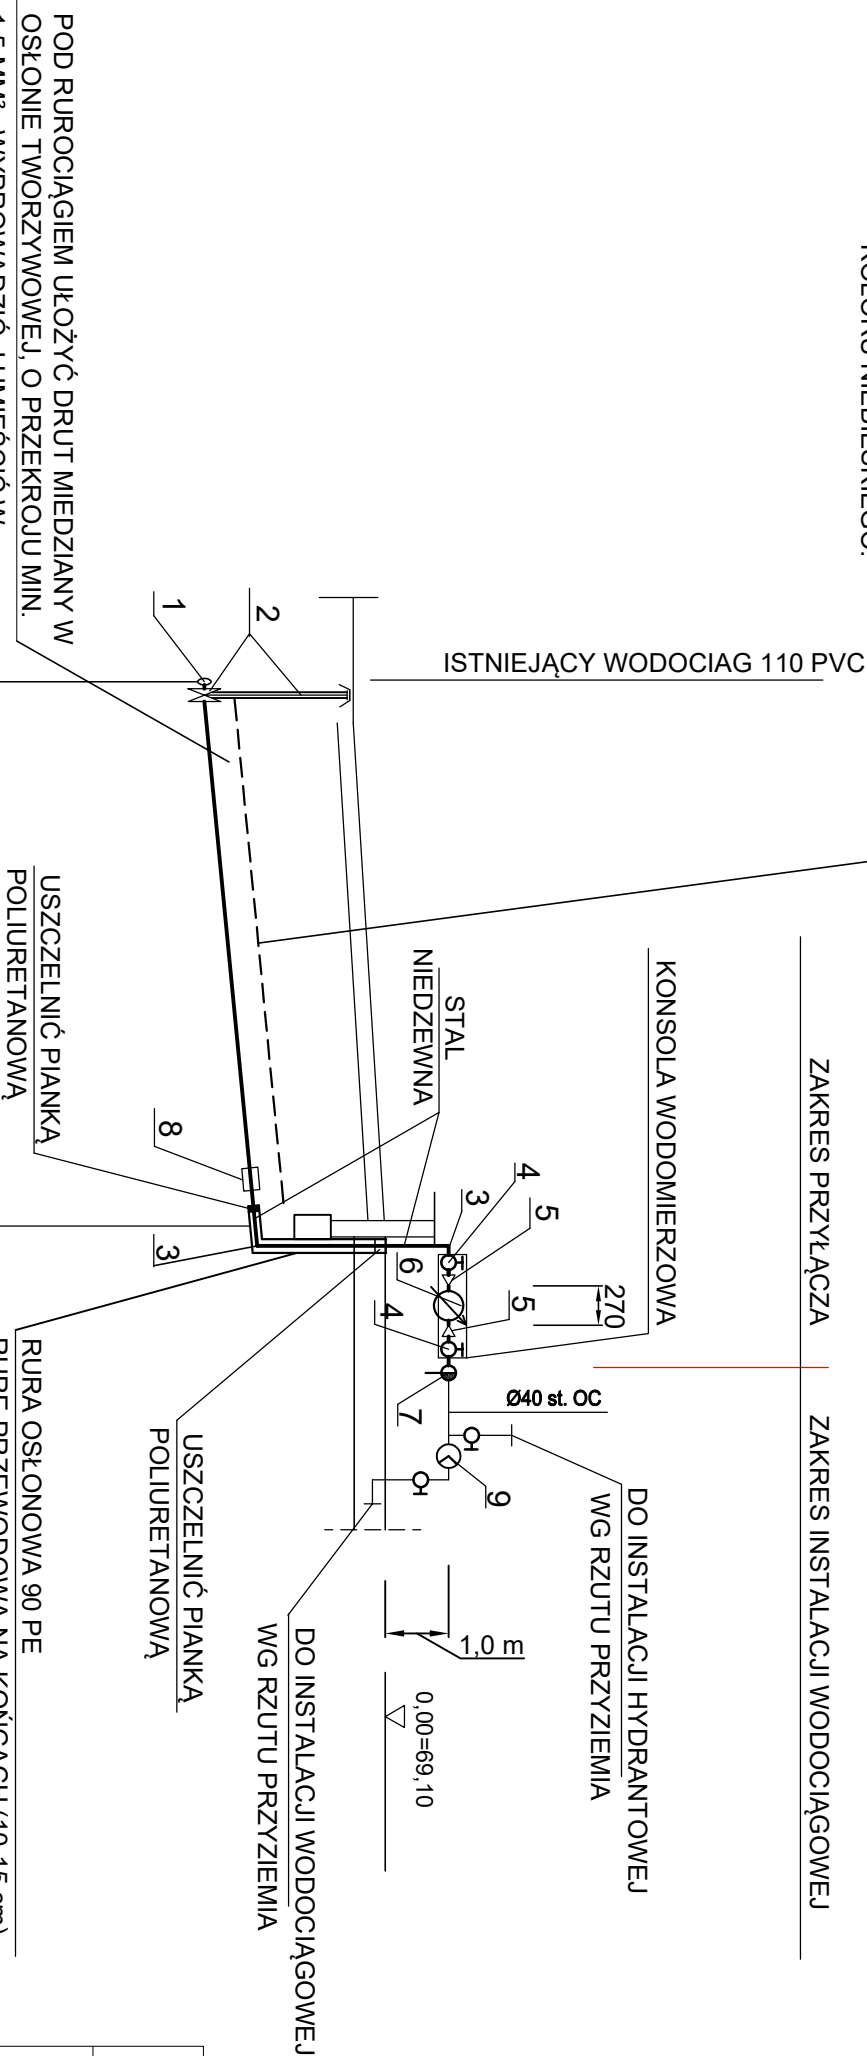 KOLORU NIEBIESKIEGO.
ZAKRES PRZYŁĄCZA
ZAKRES INSTALACJI WODOCIĄGOWEJ
ISTNIEJĄCY WODOCIAG 110 PVC
KONSOLA WODOMIERZOWA
DO INSTALACJI HYDRANTOWEJ
WG RZUTU PRZYZIEMIA
270
Ø40 st. OC
STAL
NIEDZEWNA
4
5
3
6
5
4
7
9
1,0 m
0,00=69,10
2
1
8
3
DO INSTALACJI WODOCIĄGOWEJ
WG RZUTU PRZYZIEMIA
USZCZELNIĆ PIANKĄ
POLIURETANOWĄ
POD RUROCIĄGIEM UŁOŻYĆ DRUT MIEDZIANY W
OSŁONIE TWORZYWOWEJ, O PRZEKROJU MIN.
USZCZELNIĆ PIANKĄ
POLIURETANOWĄ
RURA OSŁONOWA 90 PE